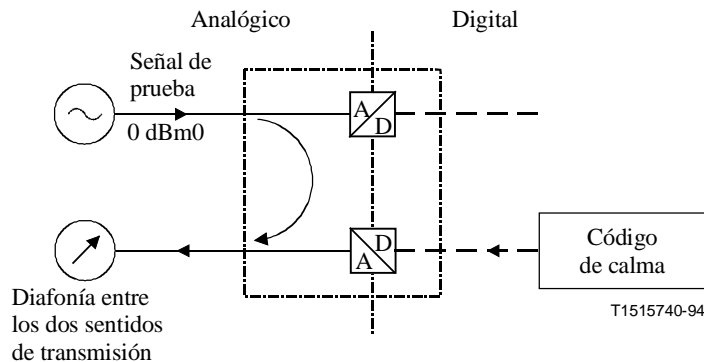 Analógico
Digital
Señal de
prueba
0 dBm0
A
D
D
A
Código
de calma
Diafonía entre
los dos sentidos
de transmisión
T1515740-94